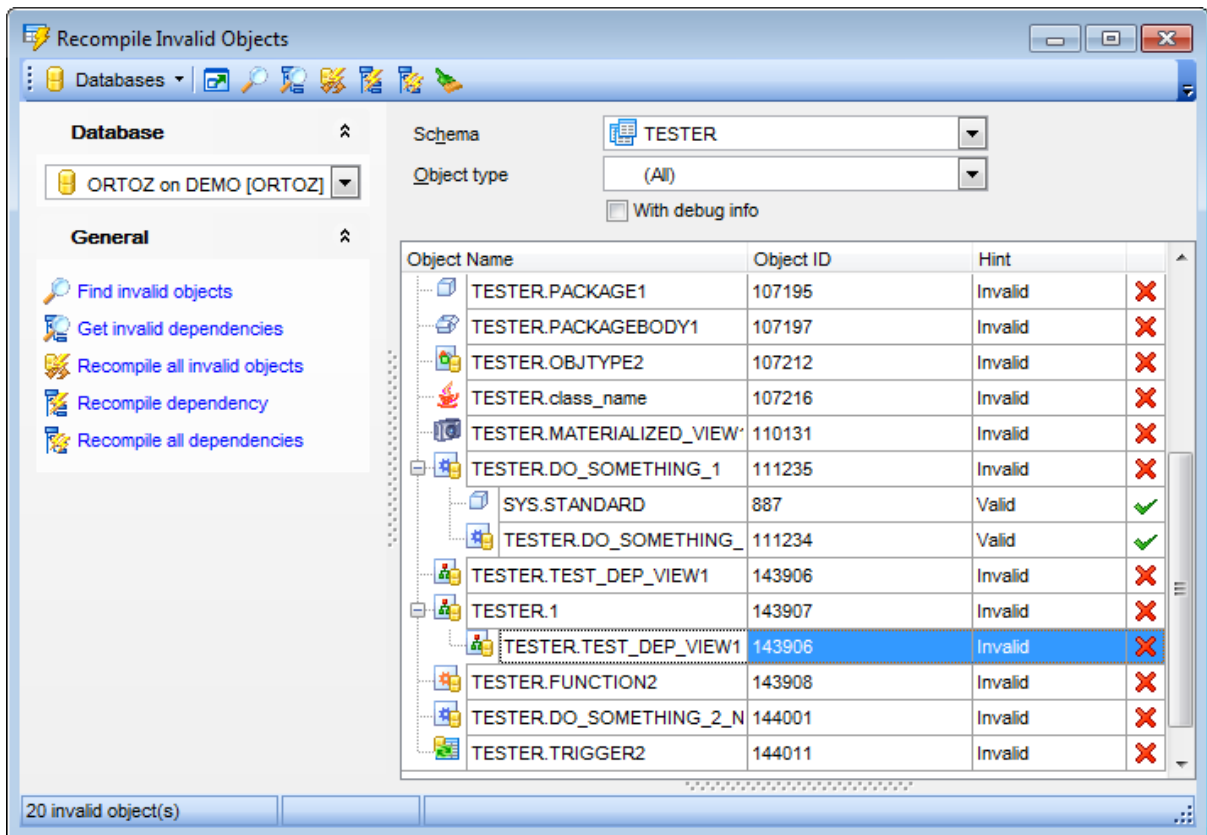 Recompile Invalid Objects
Databases
Database
ORTOZ on DEMO [ORTOZ]
General
Find invalid objects
Get invalid dependencies
Recompile all invalid objects
Recompile dependency
Recompile all dependencies
Schema TESTER
Object type (All)
With debug info
Object Name Object ID Hint
TESTER.PACKAGE1 107195 Invalid
TESTER.PACKAGEBODY1 107197 Invalid
TESTER.OBJTYPE2 107212 Invalid
TESTER.class_name 107216 Invalid
TESTER.MATERIALIZED_VIEW1 110131 Invalid
TESTER.DO_SOMETHING_1 111235 Invalid
SYS.STANDARD 887 Valid
TESTER.DO_SOMETHING_ 111234 Valid
TESTER.TEST_DEP_VIEW1 143906 Invalid
TESTER.1 143907 Invalid
TESTER.TEST_DEP_VIEW1 143906 Invalid
TESTER.FUNCTION2 143908 Invalid
TESTER.DO_SOMETHING_2_N 144001 Invalid
TESTER.TRIGGER2 144011 Invalid
20 invalid object(s)